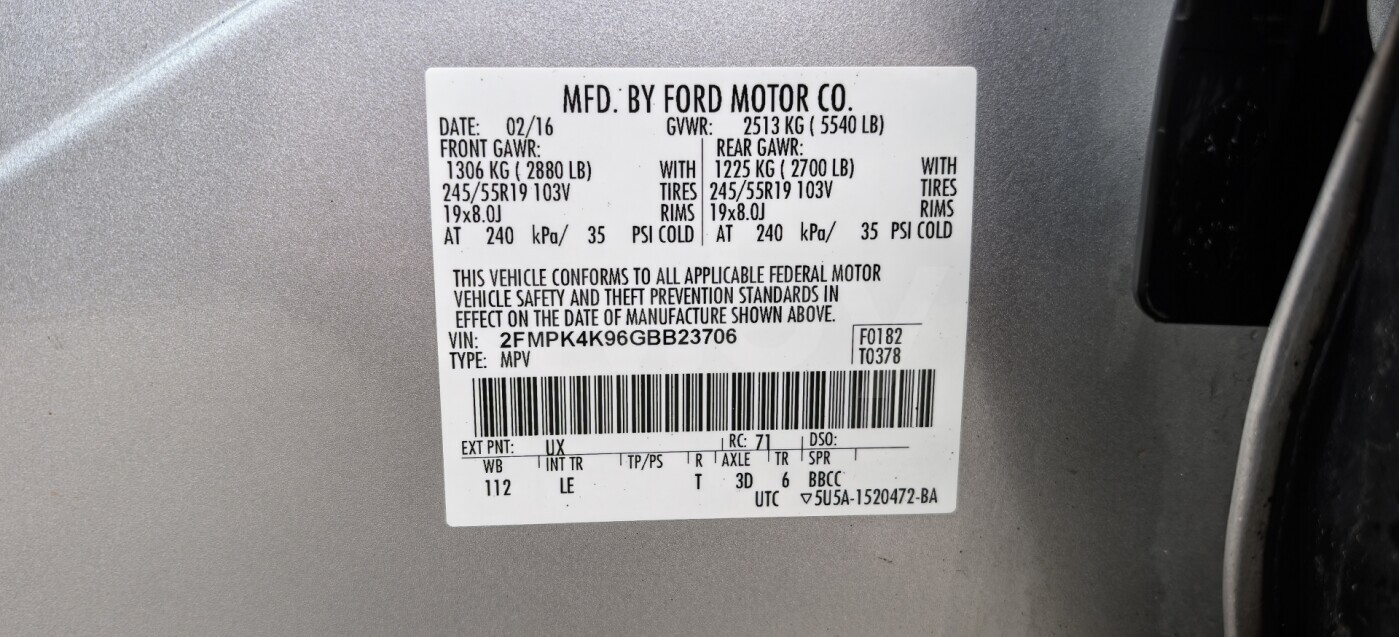 MFD. BY FORD MOTOR CO.
DATE: 02/16 GVWR: 2513 KG ( 5540 LB)
FRONT GAWR: REAR GAWR:
1306 KG ( 2880 LB) WITH 1225 KG ( 2700 LB) WITH
245/55R19 103V TIRES 245/55R19 103V TIRES
19x8.0J RIMS 19x8.0J RIMS
AT 240 kPa/ 35 PSI COLD AT 240 kPa/ 35 PSI COLD
THIS VEHICLE CONFORMS TO ALL APPLICABLE FEDERAL MOTOR
VEHICLE SAFETY AND THEFT PREVENTION STANDARDS IN
EFFECT ON THE DATE OF MANUFACTURE SHOWN ABOVE.
VIN: 2FMPK4K96GBB23706 F0182
TYPE: MPV T0378
EXT PNT: UX RC: 71 DSO:
WB INT TR TP/PS R AXLE TR SPR
112 LE T 3D 6 BBCC
UTC ▽5U5A-1520472-BA